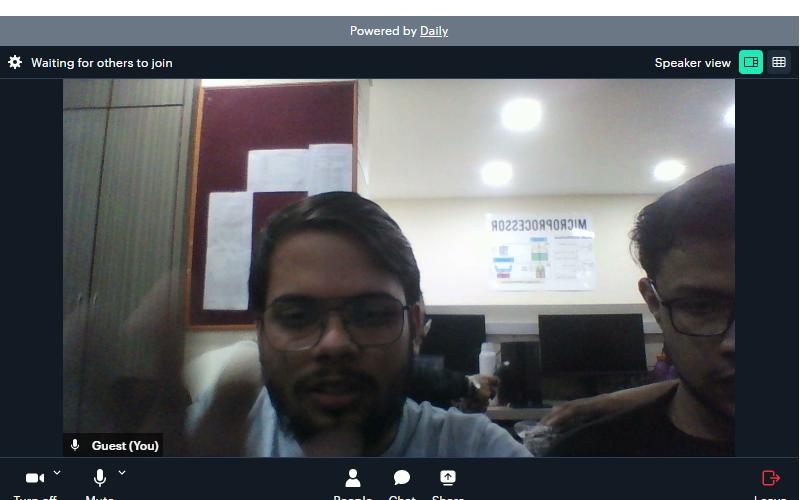 Powered by Daily
Waiting for others to join
Speaker view
MICROPROCESSOR
Guest (You)
Turn off
Mute
People
Chat
Share
Leave